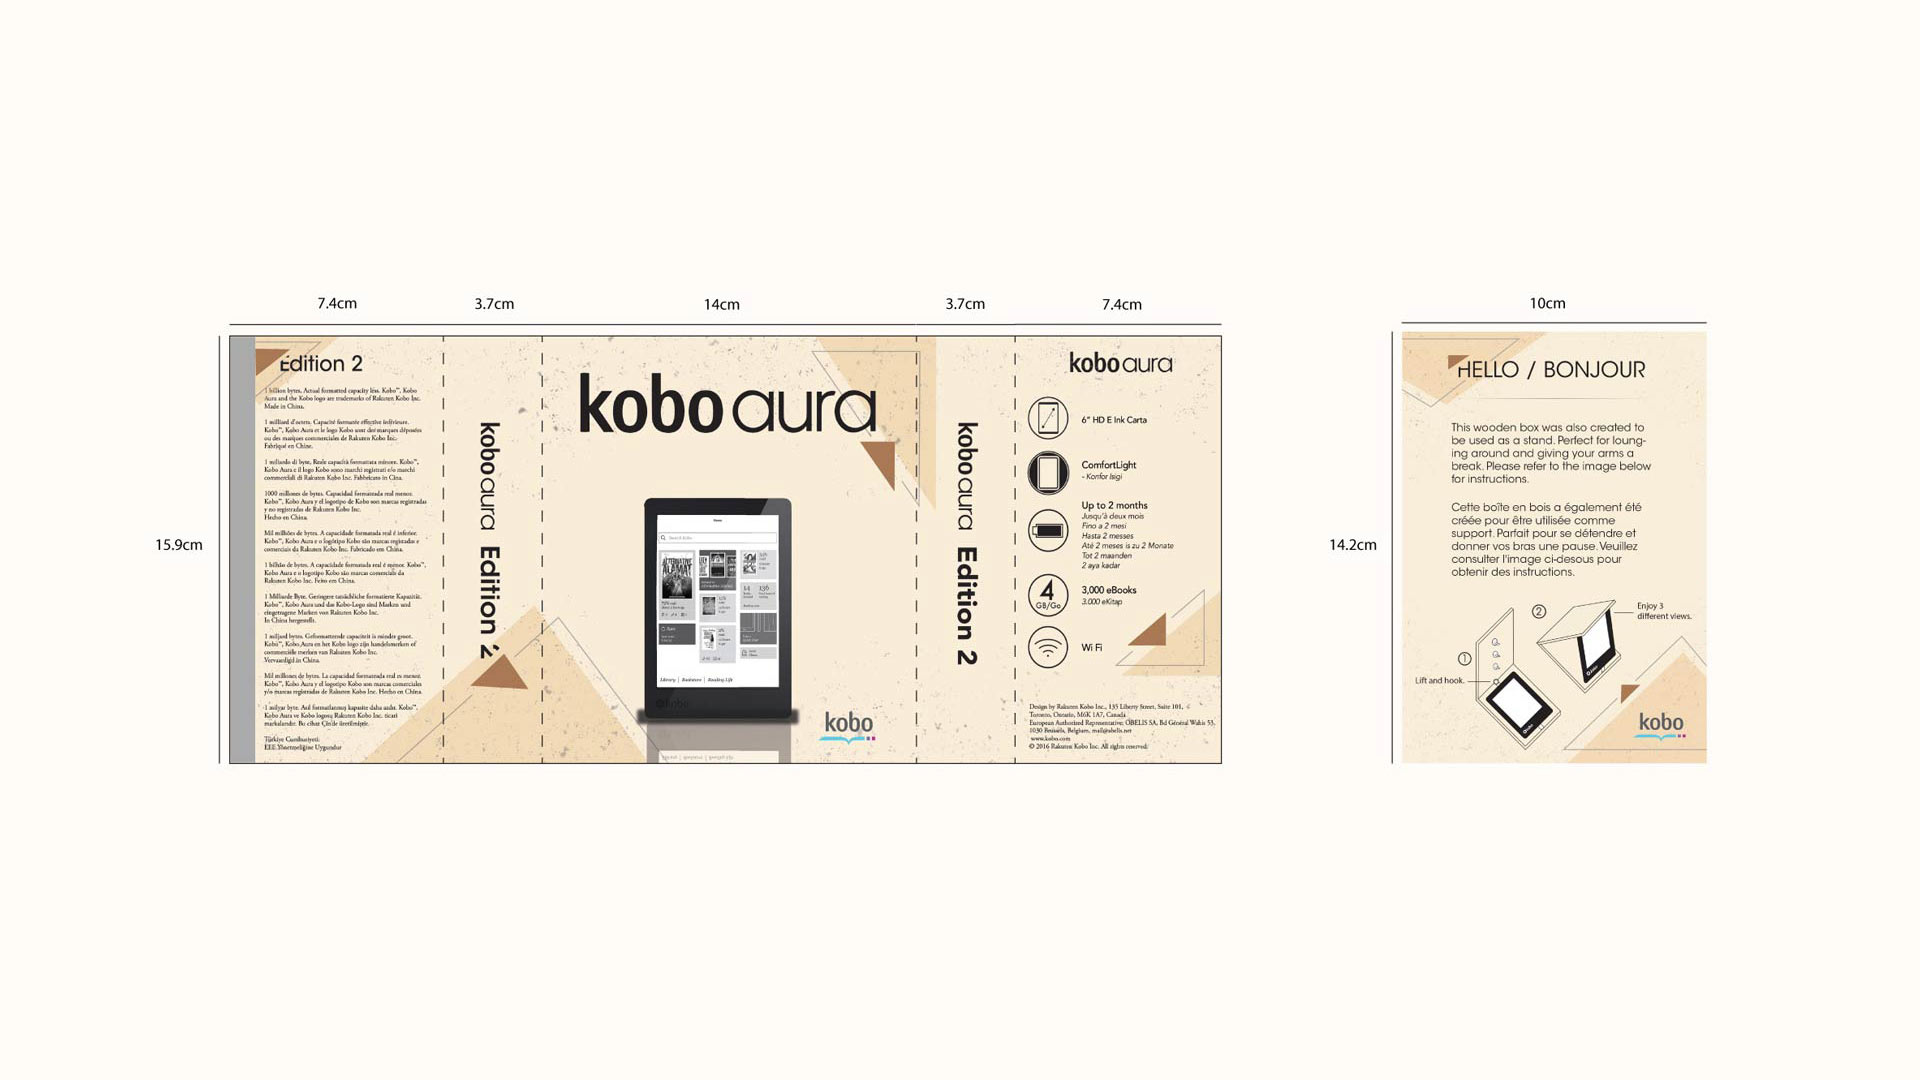 7.4cm
3.7cm
14cm
3.7cm
7.4cm
15.9cm
Edition 2
1 billion bytes. Actual formatted capacity less. Kobo™, Kobo
Aura and the Kobo logo are trademarks of Rakuten Kobo Inc.
Made in China.
1 milliard d'octets. Capacité formatée effective inférieure.
Kobo™, Kobo Aura et le logo Kobo sont des marques déposées
ou des marques commerciales de Rakuten Kobo Inc.
Fabriqué en Chine.
1 miliardo di byte. Reale capacità formattata minore. Kobo™,
Kobo Aura e il logo Kobo sono marchi registrati e/o marchi
commerciali di Rakuten Kobo Inc. Fabbricato in Cina.
1000 millones de bytes. Capacidad formateada real menor.
Kobo™, Kobo Aura y el logotipo de Kobo son marcas registradas
y no registradas de Rakuten Kobo Inc.
Hecho en China.
Mil milhões de bytes. A capacidade formatada real é inferior.
Kobo™, Kobo Aura e o logótipo Kobo são marcas registadas e
comerciais da Rakuten Kobo Inc. Fabricado em China.
1 bilhão de bytes. A capacidade formatada real é menor. Kobo™,
Kobo Aura e o logotipo Kobo são marcas comerciais da
Rakuten Kobo Inc. Feito em China.
1 Milliarde Byte. Geringere tatsächliche formatierte Kapazität.
Kobo™, Kobo Aura und das Kobo-Logo sind Marken und
eingetragene Marken von Rakuten Kobo Inc.
In China hergestellt.
1 miljard bytes. Geformatteerde capaciteit is minder groot.
Kobo™, Kobo Aura en het Kobo logo zijn handelsmerken of
commerciële merken van Rakuten Kobo Inc.
Vervaardigd in China.
Mil millones de bytes. La capacidad formateada real es menor.
Kobo™, Kobo Aura y el logotipo Kobo son marcas comerciales
y/o marcas registradas de Rakuten Kobo Inc. Hecho en China.
1 milyar byte. Asıl formatlanmış kapasite daha azdır. Kobo™,
Kobo Aura ve Kobo logosu Rakuten Kobo Inc. ticari
markalarıdır. Bu cihaz Çin'de üretilmiştir.
Türkiye Cumhuriyeti:
EEE Yönetmeliğine Uygundur
kobo aura Edition 2
kobo aura
ALTERNATIVE
ALAMAT
Library | Bookstore | Reading Life
kobo
kobo aura Edition 2
kobo aura
6" HD E Ink Carta
ComfortLight
- Konfor Isigi
Up to 2 months
Jusqu'à deux mois
Fino a 2 mesi
Hasta 2 messes
Até 2 meses is zu 2 Monate
Tot 2 maanden
2 aya kadar
4
GB/Go
3,000 eBooks
3.000 eKitap
Wi Fi
Design by Rakuten Kobo Inc., 135 Liberty Street, Suite 101,
Toronto, Ontario, M6K 1A7, Canada
European Authorized Representative: OBELIS SA, Bd Général Wahis 53,
1030 Brussels, Belgium, mail@obelis.net
www.kobo.com
© 2016 Rakuten Kobo Inc. All rights reserved.
10cm
14.2cm
HELLO / BONJOUR
This wooden box was also created to
be used as a stand. Perfect for loung-
ing around and giving your arms a
break. Please refer to the image below
for instructions.
Cette boîte en bois a également été
créée pour être utilisée comme
support. Parfait pour se détendre et
donner vos bras une pause. Veuillez
consulter l'image ci-desous pour
obtenir des instructions.
2
Enjoy 3
different views.
1
Lift and hook.
kobo